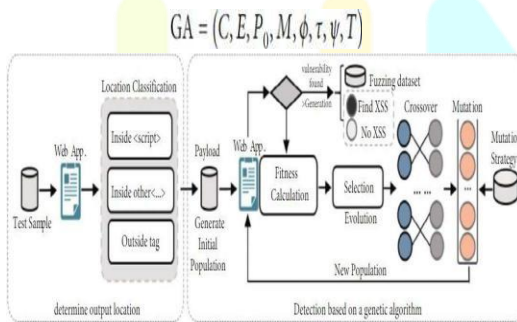 GA = (C, E, P₀, M, ϕ, τ, ψ, T)
Location Classification
Web App.
Inside <script>
Inside other<...>
Outside tag
Test Sample
determine output location
Payload
Generate
Initial
Population
Web App.
vulnerability
found
>Generation
Fuzzing dataset
Find XSS
No XSS
Fitness
Calculation
Selection
Evolution
Crossover
Mutation
... ...
...
Mutation
Strategy
New Population
Detection based on a genetic algorithm